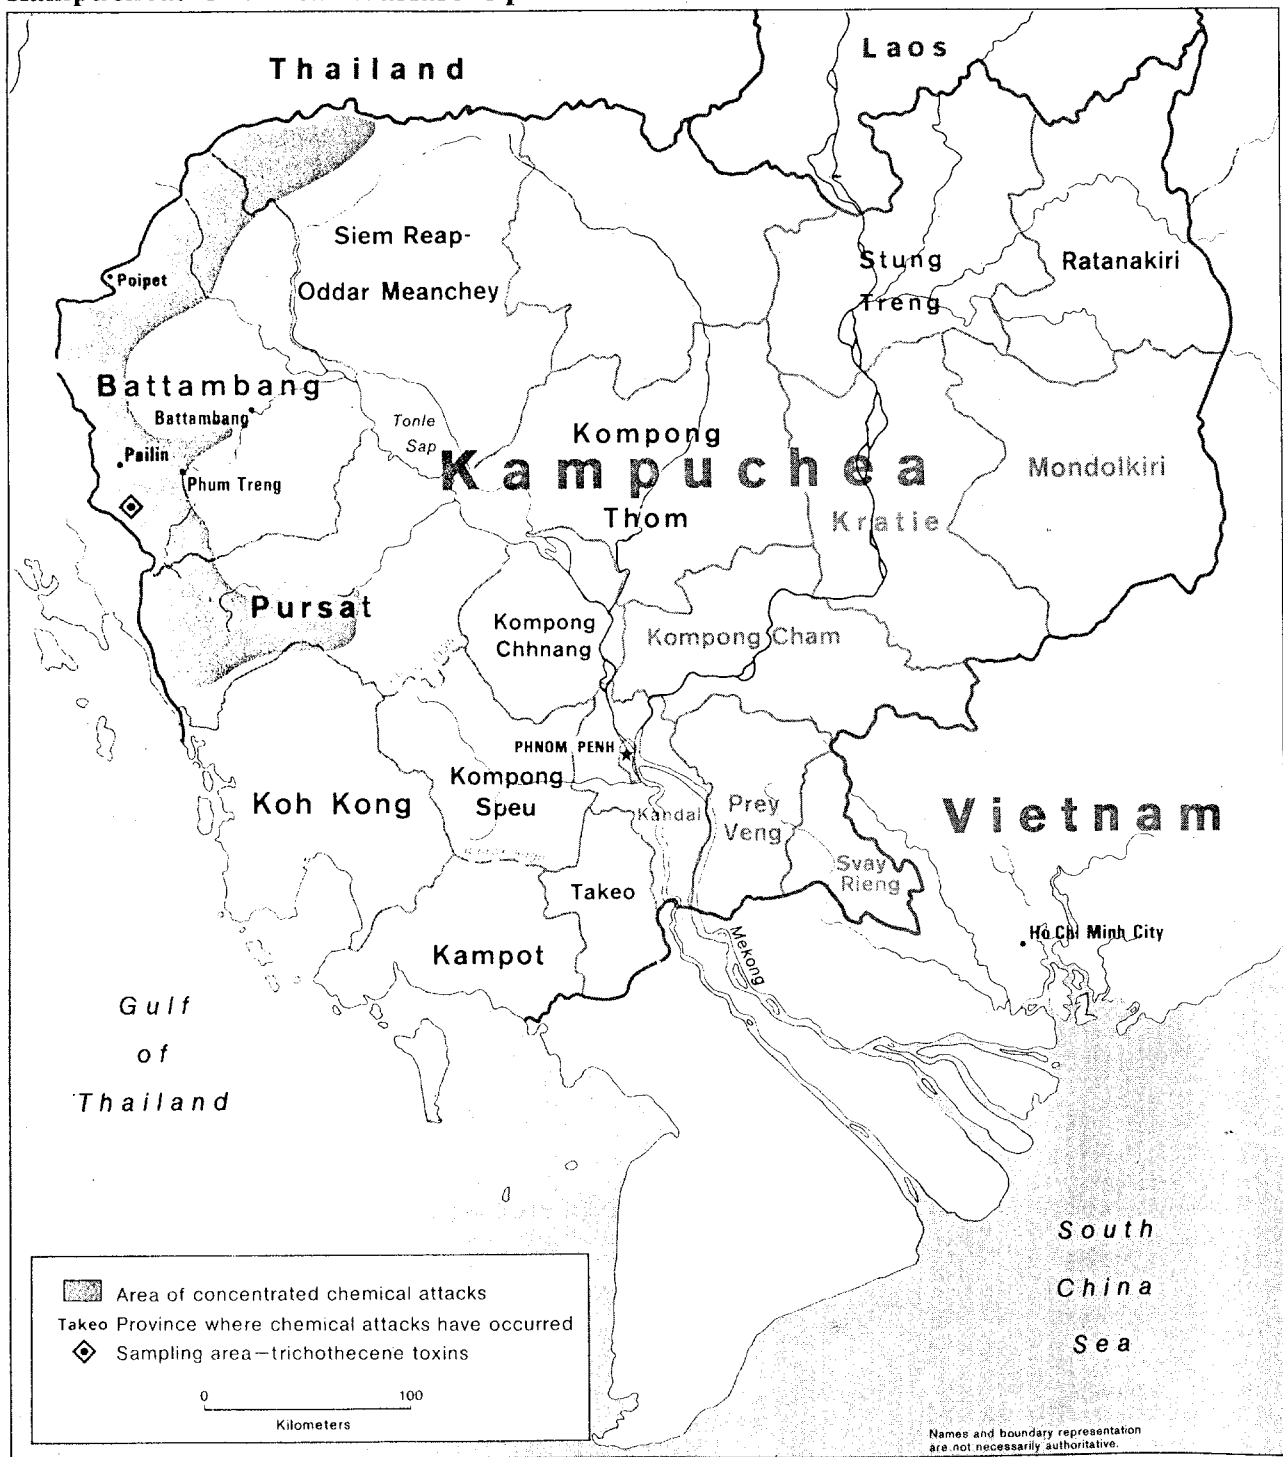 Thailand
Laos
Siem Reap-
Oddar Meanchey
Stung
Treng
Ratanakiri
Poipet
Battambang
Battambang
Tonle
Sap
Kompong
Thom
Kampuchea
Mondolkiri
Kratie
Pailin
Phum Treng
Pursat
Kompong
Chhnang
Kompong Cham
PHNOM PENH
Koh Kong
Kompong
Speu
Kandal
Prey
Veng
Svay
Rieng
Vietnam
Takeo
Kampot
Mekong
Hô Chi Minh City
Gulf
of
Thailand
South
China
Sea
Area of concentrated chemical attacks
Takeo Province where chemical attacks have occurred
Sampling area—trichothecene toxins
0 100
Kilometers
Names and boundary representation
are not necessarily authoritative.